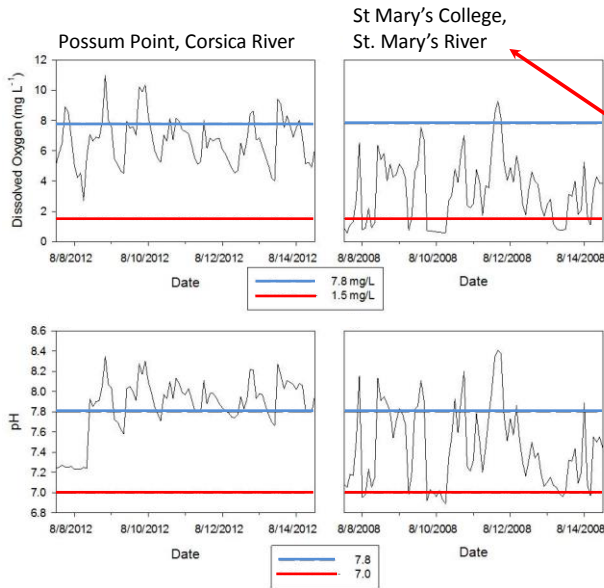 Possum Point, Corsica River
St Mary's College,
St. Mary's River
Dissolved Oxygen (mg L⁻¹)
12
10
8
6
4
2
0
8/8/2012 8/10/2012 8/12/2012 8/14/2012
Date
8/8/2008 8/10/2008 8/12/2008 8/14/2008
Date
7.8 mg/L
1.5 mg/L
pH
8.6
8.4
8.2
8.0
7.8
7.6
7.4
7.2
7.0
6.8
8/8/2012 8/10/2012 8/12/2012 8/14/2012
Date
8/8/2008 8/10/2008 8/12/2008 8/14/2008
Date
7.8
7.0